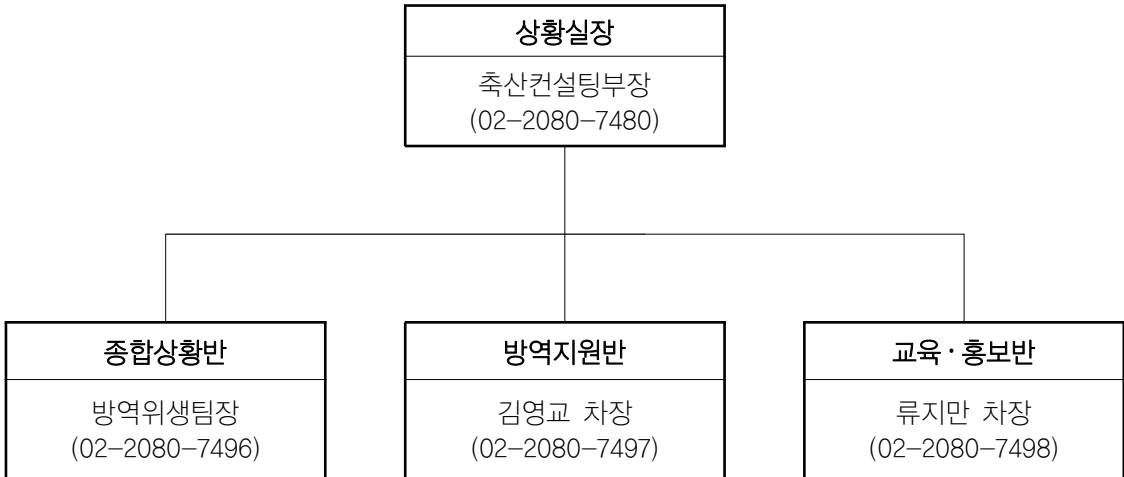 상황실장
축산컨설팅부장
(02-2080-7480)
종합상황반
방역위생팀장
(02-2080-7496)
방역지원반
김영교 차장
(02-2080-7497)
교육·홍보반
류지만 차장
(02-2080-7498)